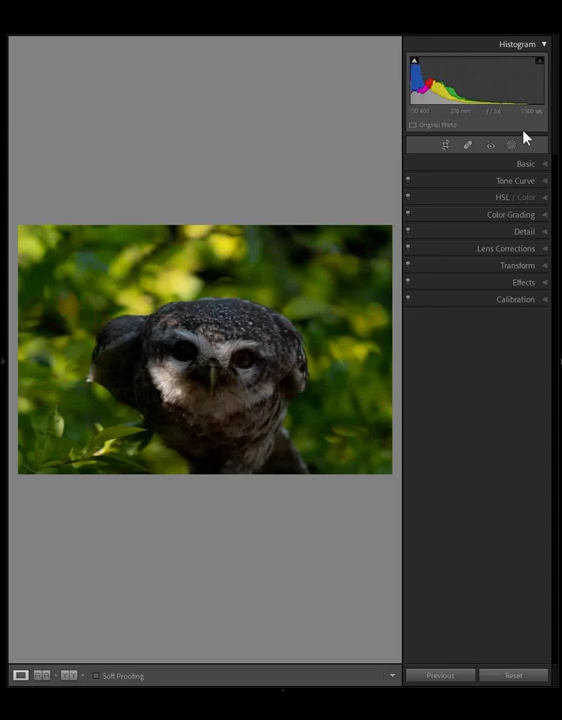 Histogram
ISO 400 270 mm f / 5.6 1/500 sec
Original Photo
Basic
Tone Curve
HSL / Color
Color Grading
Detail
Lens Corrections
Transform
Effects
Calibration
Soft Proofing
Previous Reset